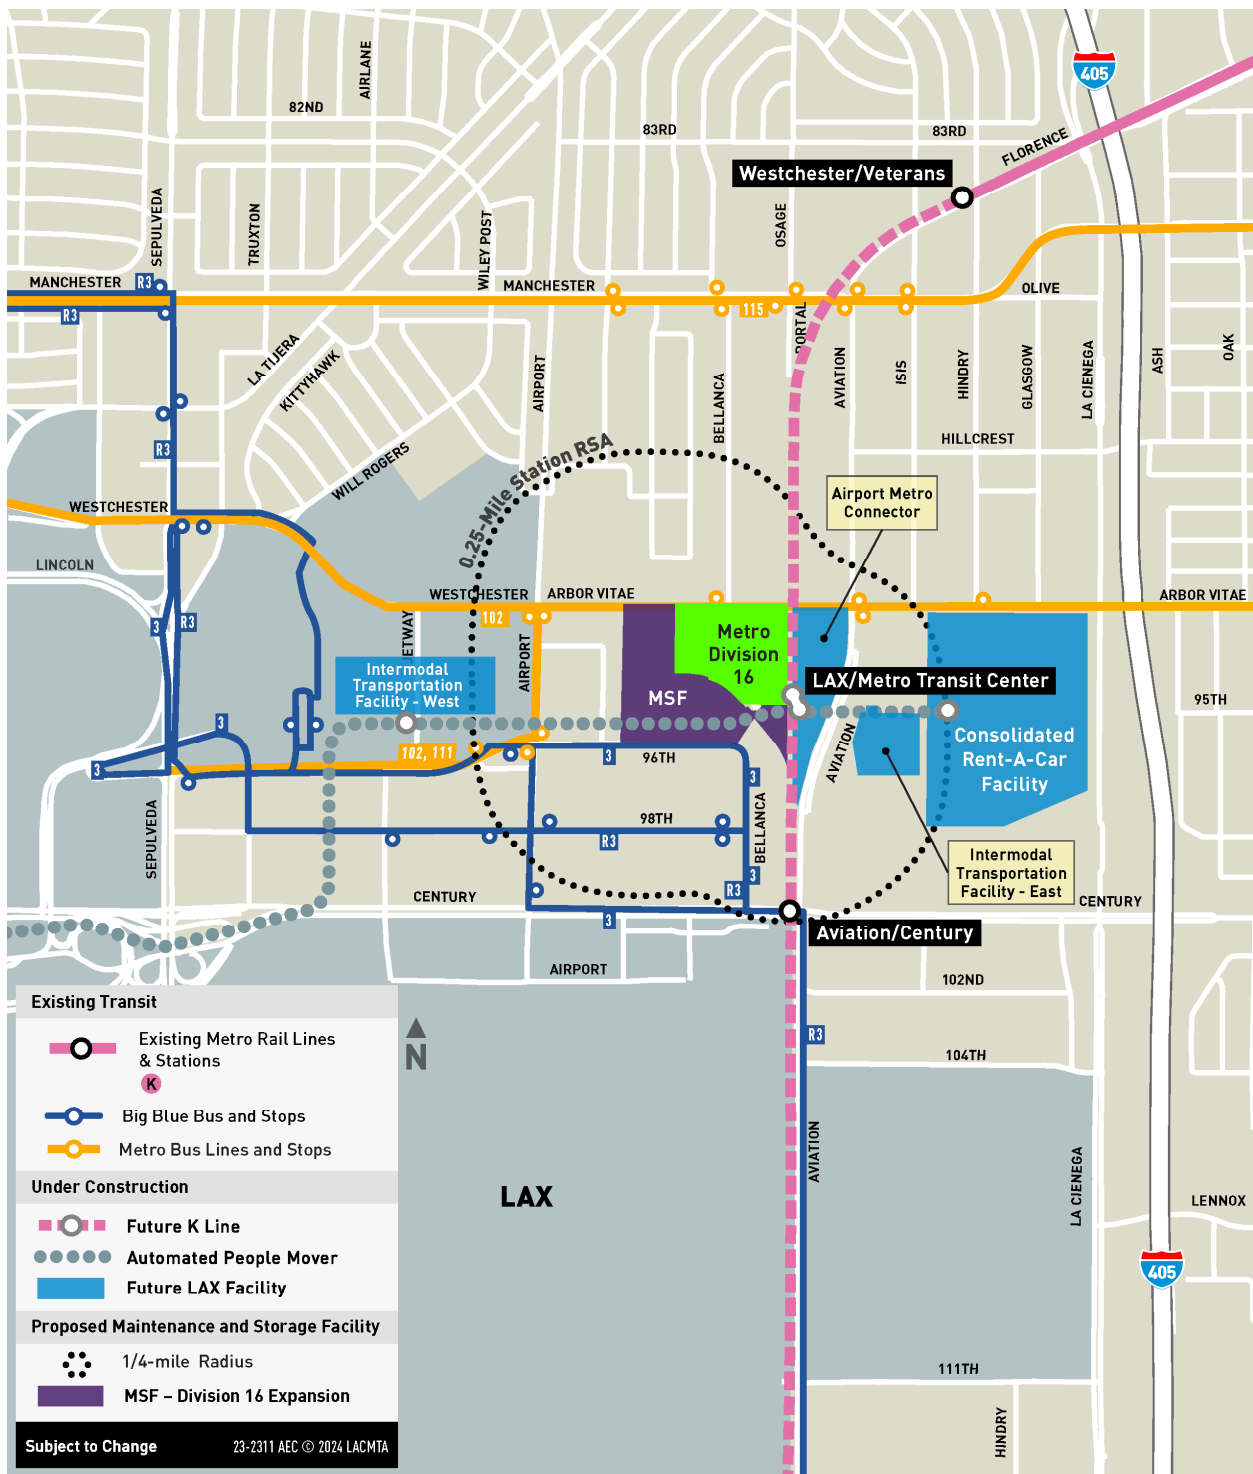 405
AIRLANE
82ND
83RD
83RD
FLORENCE
Westchester/Veterans
SEPULVEDA
TRUXTON
WILEY POST
OSAGE
MANCHESTER
R3
MANCHESTER
OLIVE
R3
115
PORTAL
LA TIJERA
KITTYHAWK
AIRPORT
BELLANCA
AVIATION
ISIS
HINDRY
GLASGOW
LA CIENEGA
ASH
OAK
R3
WILL ROGERS
0.25-Mile Station RSA
HILLCREST
Airport Metro
Connector
WESTCHESTER
LINCOLN
WESTCHESTER
ARBOR VITAE
ARBOR VITAE
102
3
R3
JETWAY
AIRPORT
Metro
Division
16
MSF
Intermodal
Transportation
Facility - West
LAX/Metro Transit Center
95TH
3
102, 111
3
96TH
3
3
AVIATION
Consolidated
Rent-A-Car
Facility
98TH
R3
BELLANCA
SEPULVEDA
3
R3
Intermodal
Transportation
Facility - East
CENTURY
CENTURY
3
Aviation/Century
AIRPORT
102ND
R3
104TH
N
AVIATION
LA CIENEGA
LAX
LENNOX
405
111TH
HINDRY
Existing Transit
Existing Metro Rail Lines
& Stations
K
Big Blue Bus and Stops
Metro Bus Lines and Stops
Under Construction
Future K Line
Automated People Mover
Future LAX Facility
Proposed Maintenance and Storage Facility
1/4-mile Radius
MSF – Division 16 Expansion
Subject to Change
23-2311 AEC © 2024 LACMTA